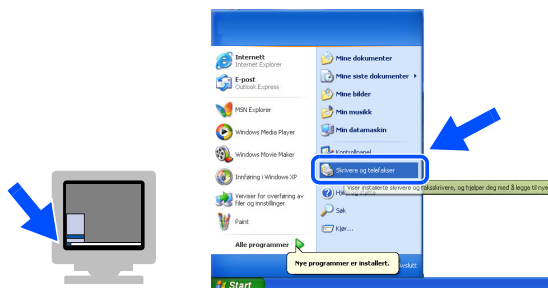 Internett
Internet Explorer
E-post
Outlook Express
MSN Explorer
Windows Media Player
Windows Movie Maker
Innføring i Windows XP
Veiviser for overføring av
filer og innstillinger
Paint
Alle programmer
Mine dokumenter
Mine siste dokumenter
Mine bilder
Min musikk
Min datamaskin
Kontrollpanel
Skrivere og telefakser
Viser installerte skrivere og faksskrivere, og hjelper deg med å legge til nye
Søk
Kjør...
Nye programmer er installert.
Start